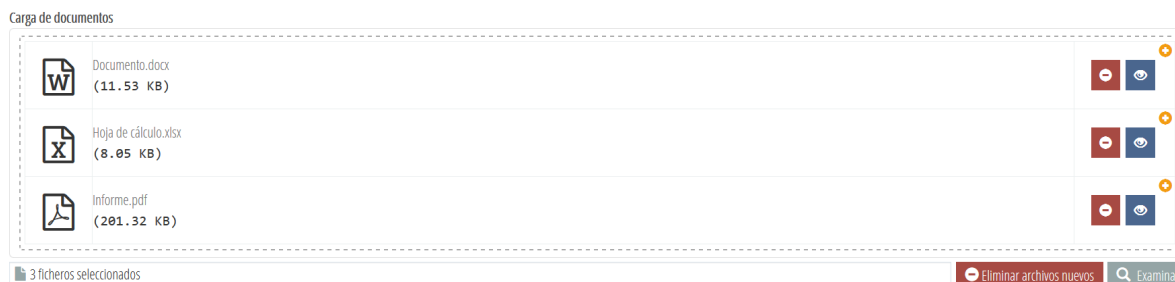 Carga de documentos
Documento.docx
(11.53 KB)
Hoja de cálculo.xlsx
(8.05 KB)
Informe.pdf
(201.32 KB)
3 ficheros seleccionados
Eliminar archivos nuevos
Examina